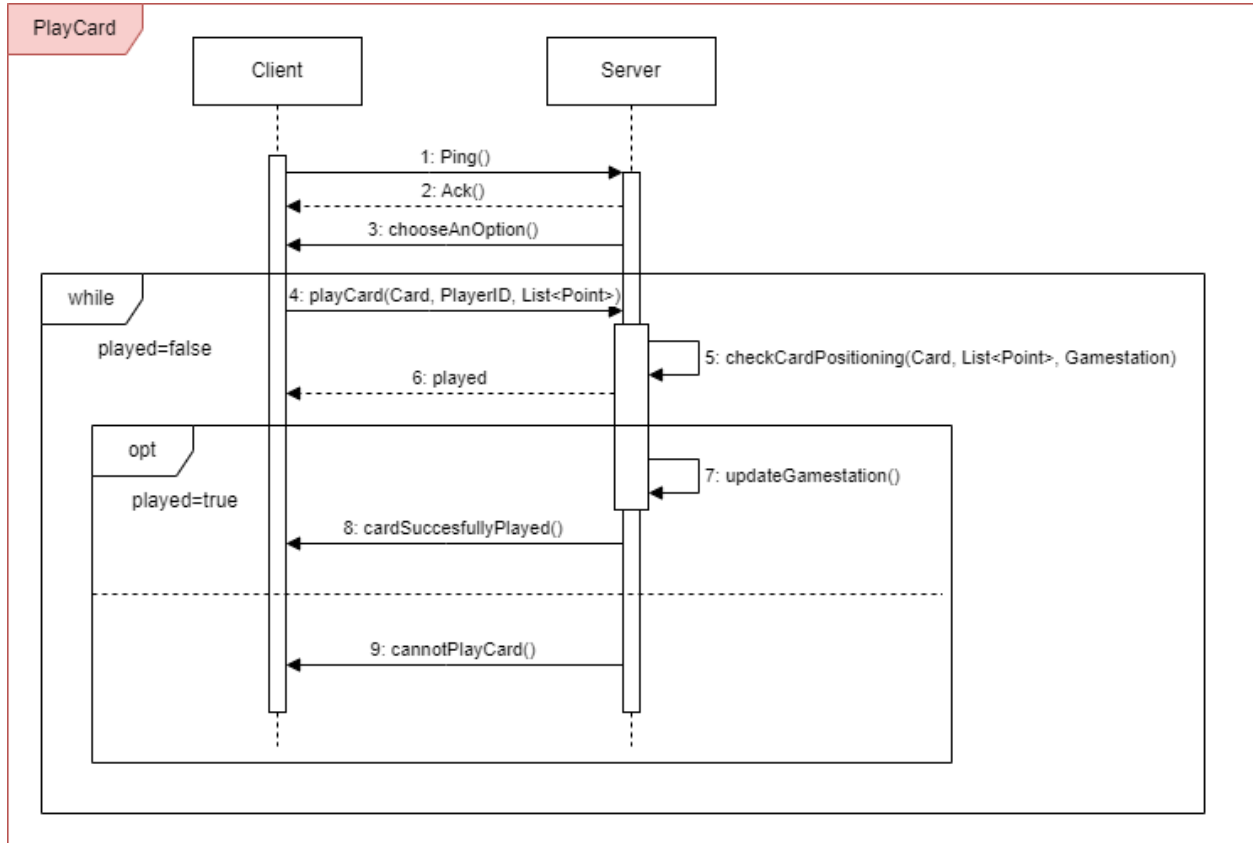 PlayCard
Client
Server
1: Ping()
2: Ack()
3: chooseAnOption()
while
4: playCard(Card, PlayerID, List<Point>)
played=false
5: checkCardPositioning(Card, List<Point>, Gamestation)
6: played
opt
7: updateGamestation()
played=true
8: cardSuccesfullyPlayed()
9: cannotPlayCard()